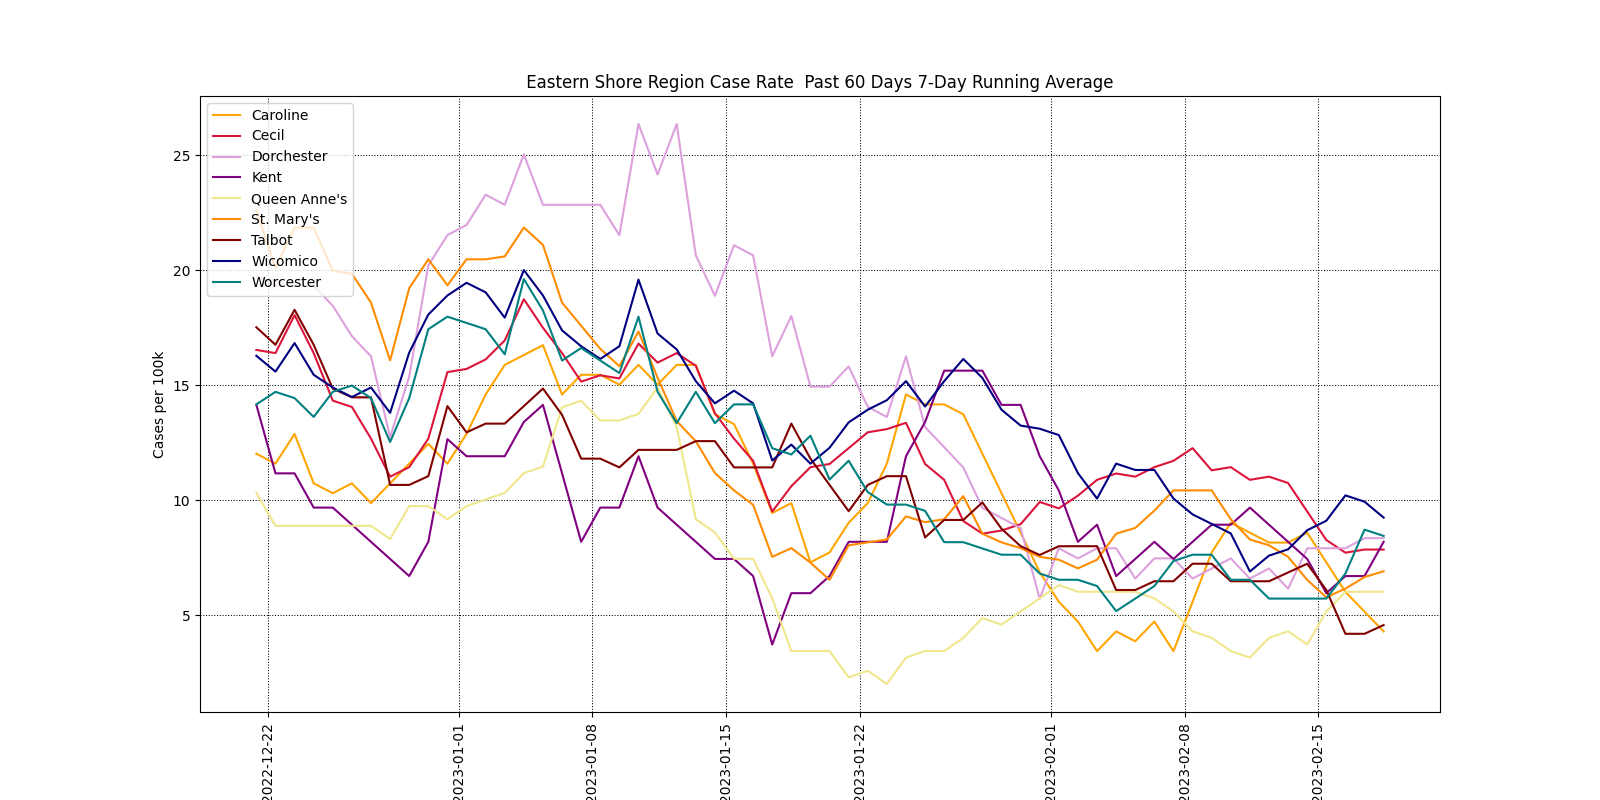 Eastern Shore Region Case Rate  Past 60 Days 7-Day Running Average
Caroline
Cecil
Dorchester
Kent
Queen Anne's
St. Mary's
Talbot
Wicomico
Worcester
Cases per 100k
25
20
15
10
5
2022-12-22
2023-01-01
2023-01-08
2023-01-15
2023-01-22
2023-02-01
2023-02-08
2023-02-15